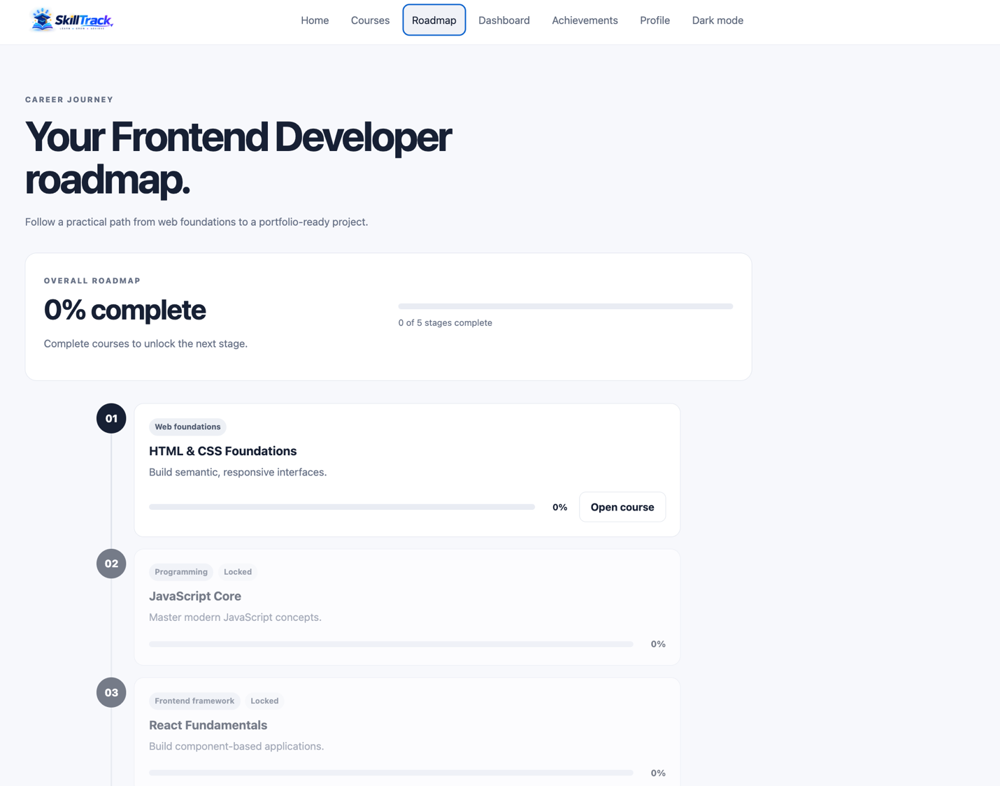 SkillTrack
LEARN • GROW • ACHIEVE
Home
Courses
Roadmap
Dashboard
Achievements
Profile
Dark mode
CAREER JOURNEY
Your Frontend Developer
roadmap.
Follow a practical path from web foundations to a portfolio-ready project.
OVERALL ROADMAP
0% complete
Complete courses to unlock the next stage.
0 of 5 stages complete
01
Web foundations
HTML & CSS Foundations
Build semantic, responsive interfaces.
0%
Open course
02
Programming
Locked
JavaScript Core
Master modern JavaScript concepts.
0%
03
Frontend framework
Locked
React Fundamentals
Build component-based applications.
0%